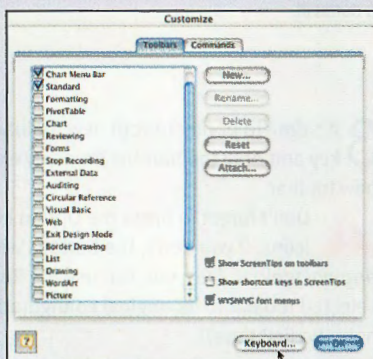 Customize
Toolbars
Commands
Chart Menu Bar
Standard
Formatting
PivotTable
Chart
Reviewing
Forms
Stop Recording
External Data
Auditing
Circular Reference
Visual Basic
Web
Exit Design Mode
Border Drawing
List
Drawing
WordArt
Picture
New...
Rename...
Delete
Reset
Attach...
Show ScreenTips on toolbars
Show shortcut keys in ScreenTips
WYSIWYG font menus
?
Keyboard...
OK